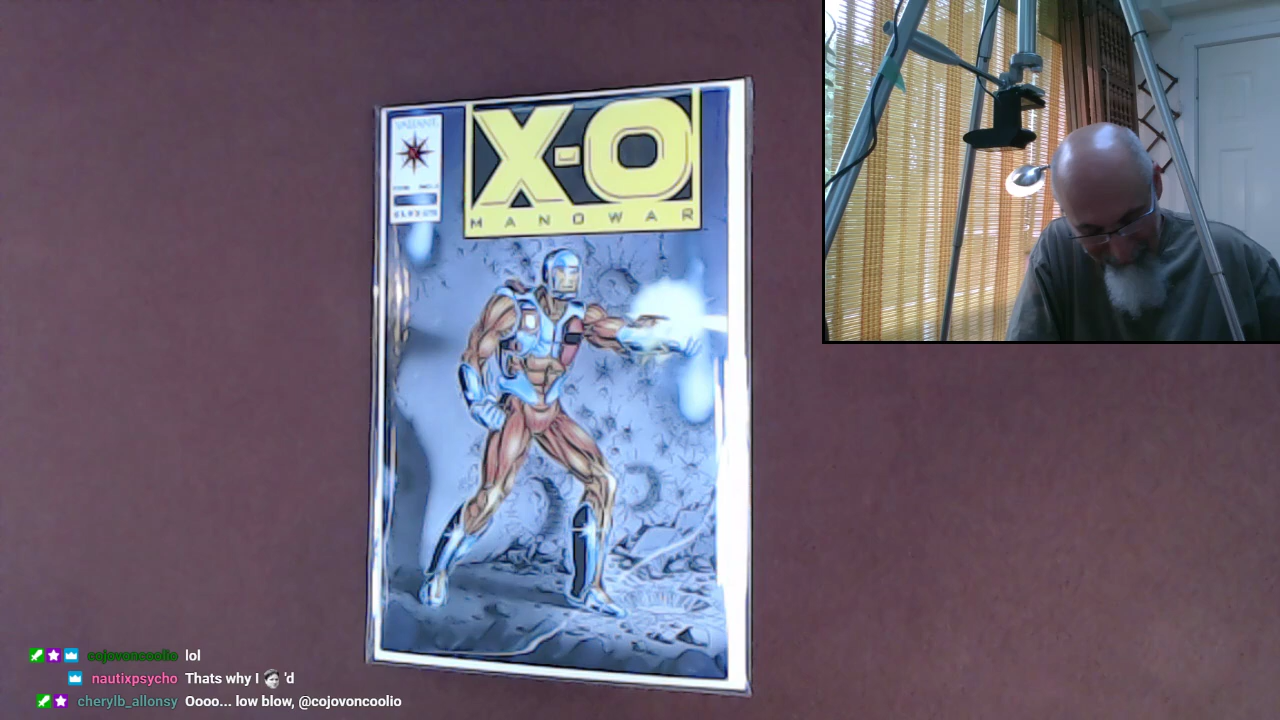 VALIANT
X-O
MANOWAR
cojovoncoolio lol
nautixpsycho Thats why I 'd
cherylb_allonsy Oooo... low blow, @cojovoncoolio